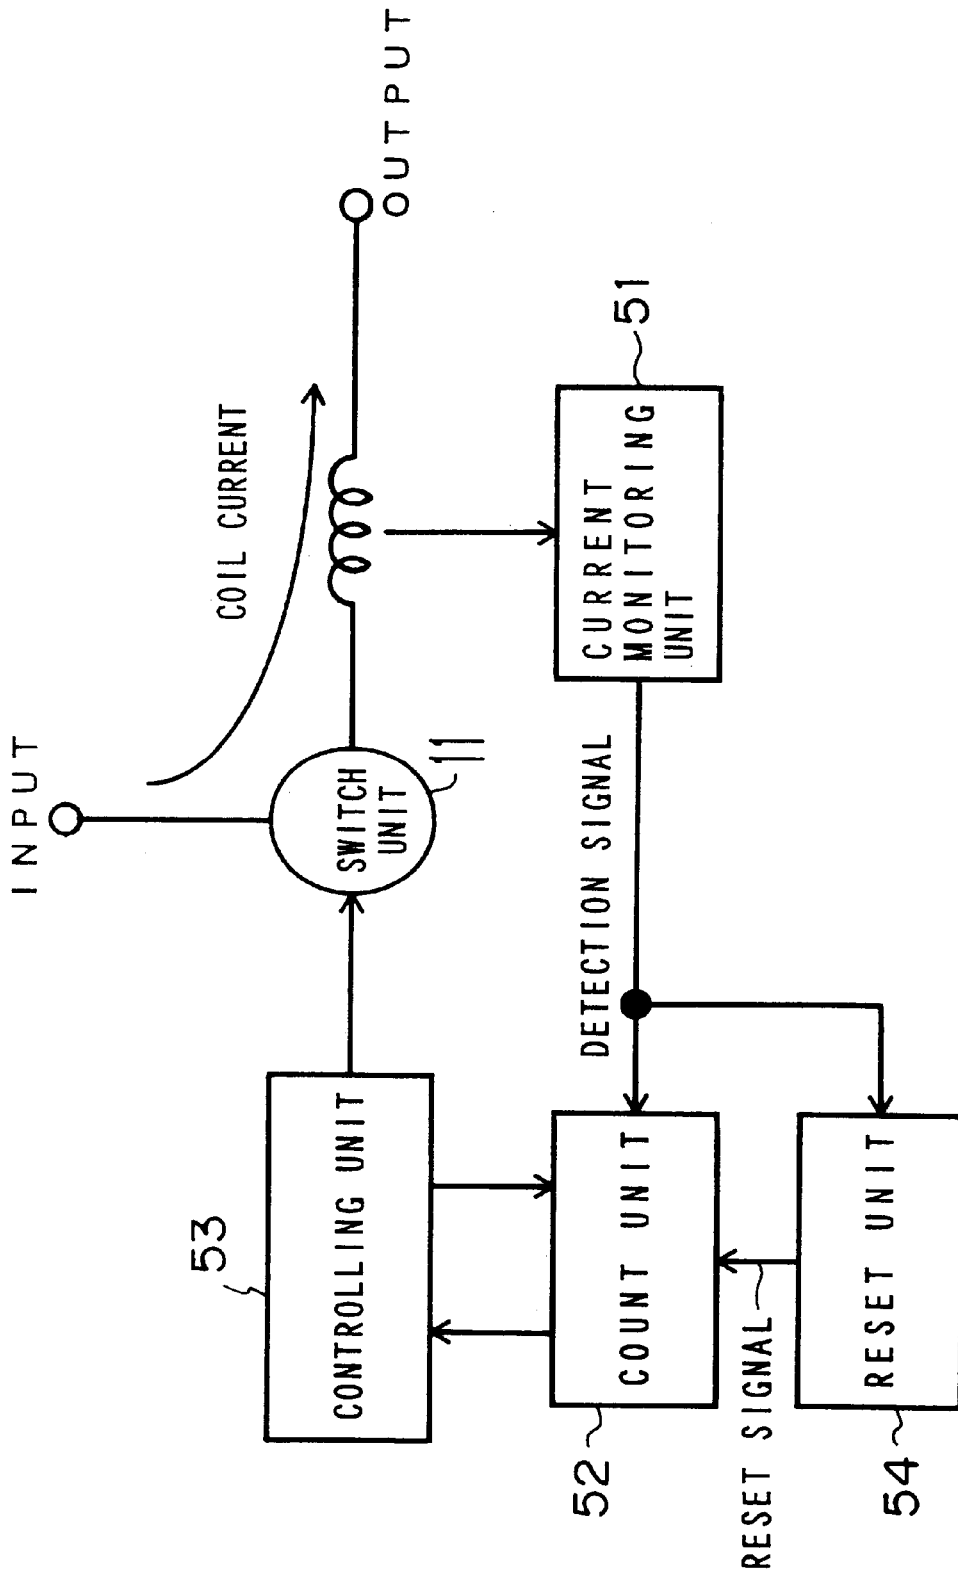 INPUT
COIL CURRENT
OUTPUT
SWITCH
UNIT
11
53
CONTROLLING UNIT
DETECTION SIGNAL
CURRENT
MONITORING
UNIT
51
52
COUNT UNIT
RESET SIGNAL
54
RESET UNIT